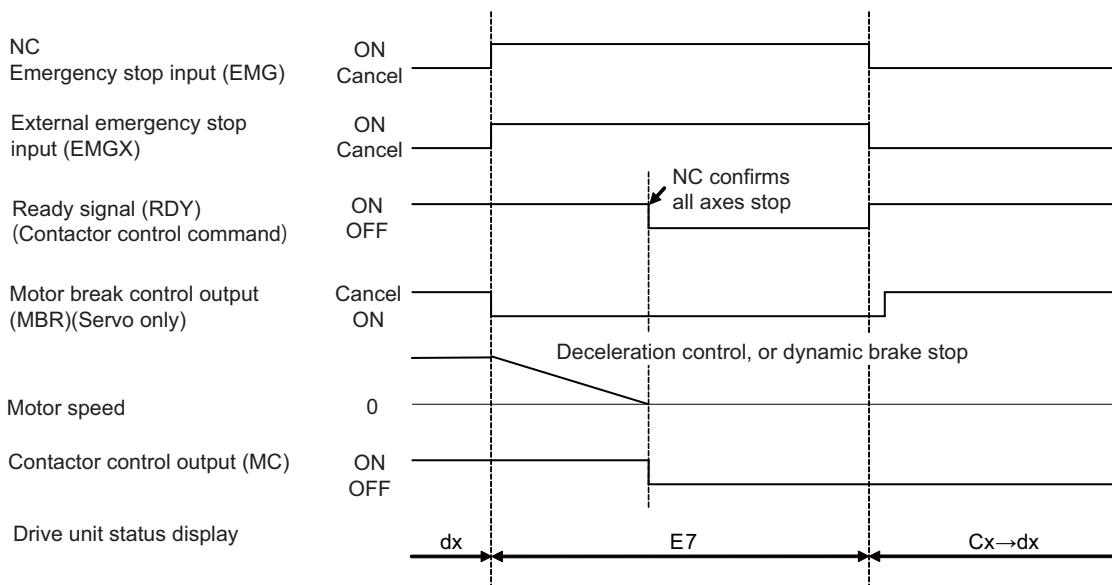 NC
Emergency stop input (EMG)
ON
Cancel
External emergency stop
input (EMGX)
ON
Cancel
NC confirms
all axes stop
Ready signal (RDY)
(Contactor control command)
ON
OFF
Motor break control output
(MBR)(Servo only)
Cancel
ON
Deceleration control, or dynamic brake stop
Motor speed
0
Contactor control output (MC)
ON
OFF
Drive unit status display
dx
E7
Cx→dx